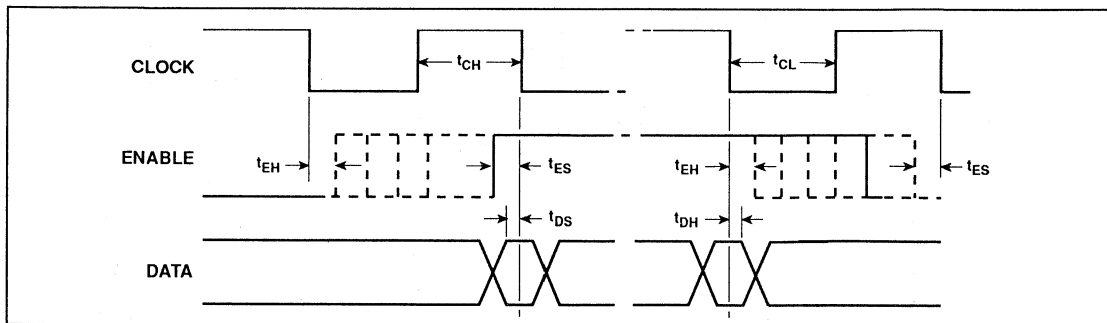 CLOCK
tCH
tCL
ENABLE
tEH
tES
tEH
tES
tDS
tDH
DATA